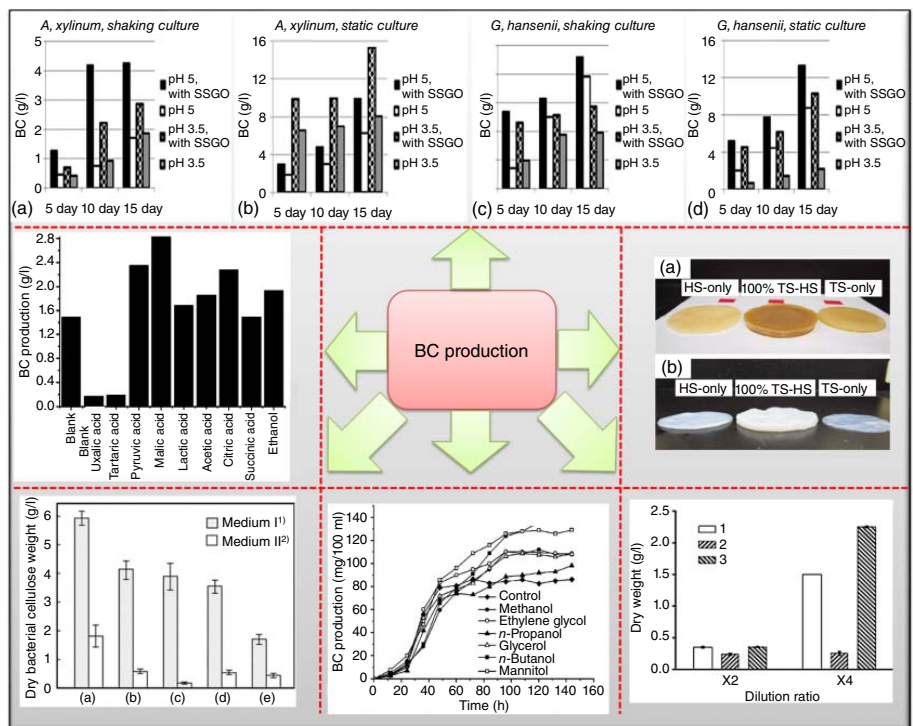 A, xylinum, shaking culture
5
4
3
2
1
0
BC (g/l)
pH 5,
with SSGO
pH 5
pH 3.5,
with SSGO
pH 3.5
(a)
5 day 10 day 15 day
A, xylinum, static culture
16
12
8
4
0
BC (g/l)
pH 5,
with SSGO
pH 5
pH 3.5,
with SSGO
pH 3.5
(b)
5 day 10 day 15 day
G, hansenii, shaking culture
pH 5,
with SSGO
pH 5
pH 3.5,
with SSGO
pH 3.5
(c)
5 day 10 day 15 day
G, hansenii, static culture
16
12
8
4
0
BC (g/l)
pH 5,
with SSGO
pH 5
pH 3.5,
with SSGO
pH 3.5
(d)
5 day 10 day 15 day
2.8
2.4
2.0
1.6
1.2
0.8
0.4
0.0
BC production (g/l)
Blank
Blank
Uxalic acid
Tartaric acid
Pyruvic acid
Malic acid
Lactic acid
Acetic acid
Citric acid
Succinic acid
Ethanol
BC production
(a)
HS-only 100% TS-HS TS-only
(b)
HS-only 100% TS-HS TS-only
6
5
4
3
2
1
0
Dry bacterial cellulose weight (g/l)
Medium I1)
Medium II2)
(a) (b) (c) (d) (e)
140
120
100
80
60
40
20
0
BC production (mg/100 ml)
Control
Methanol
Ethylene glycol
n-Propanol
Glycerol
n-Butanol
Mannitol
0 20 40 60 80 100 120 140 160
Time (h)
2.5
2.0
1.5
0.5
0.0
Dry weight (g/l)
1
2
3
X2 X4
Dilution ratio